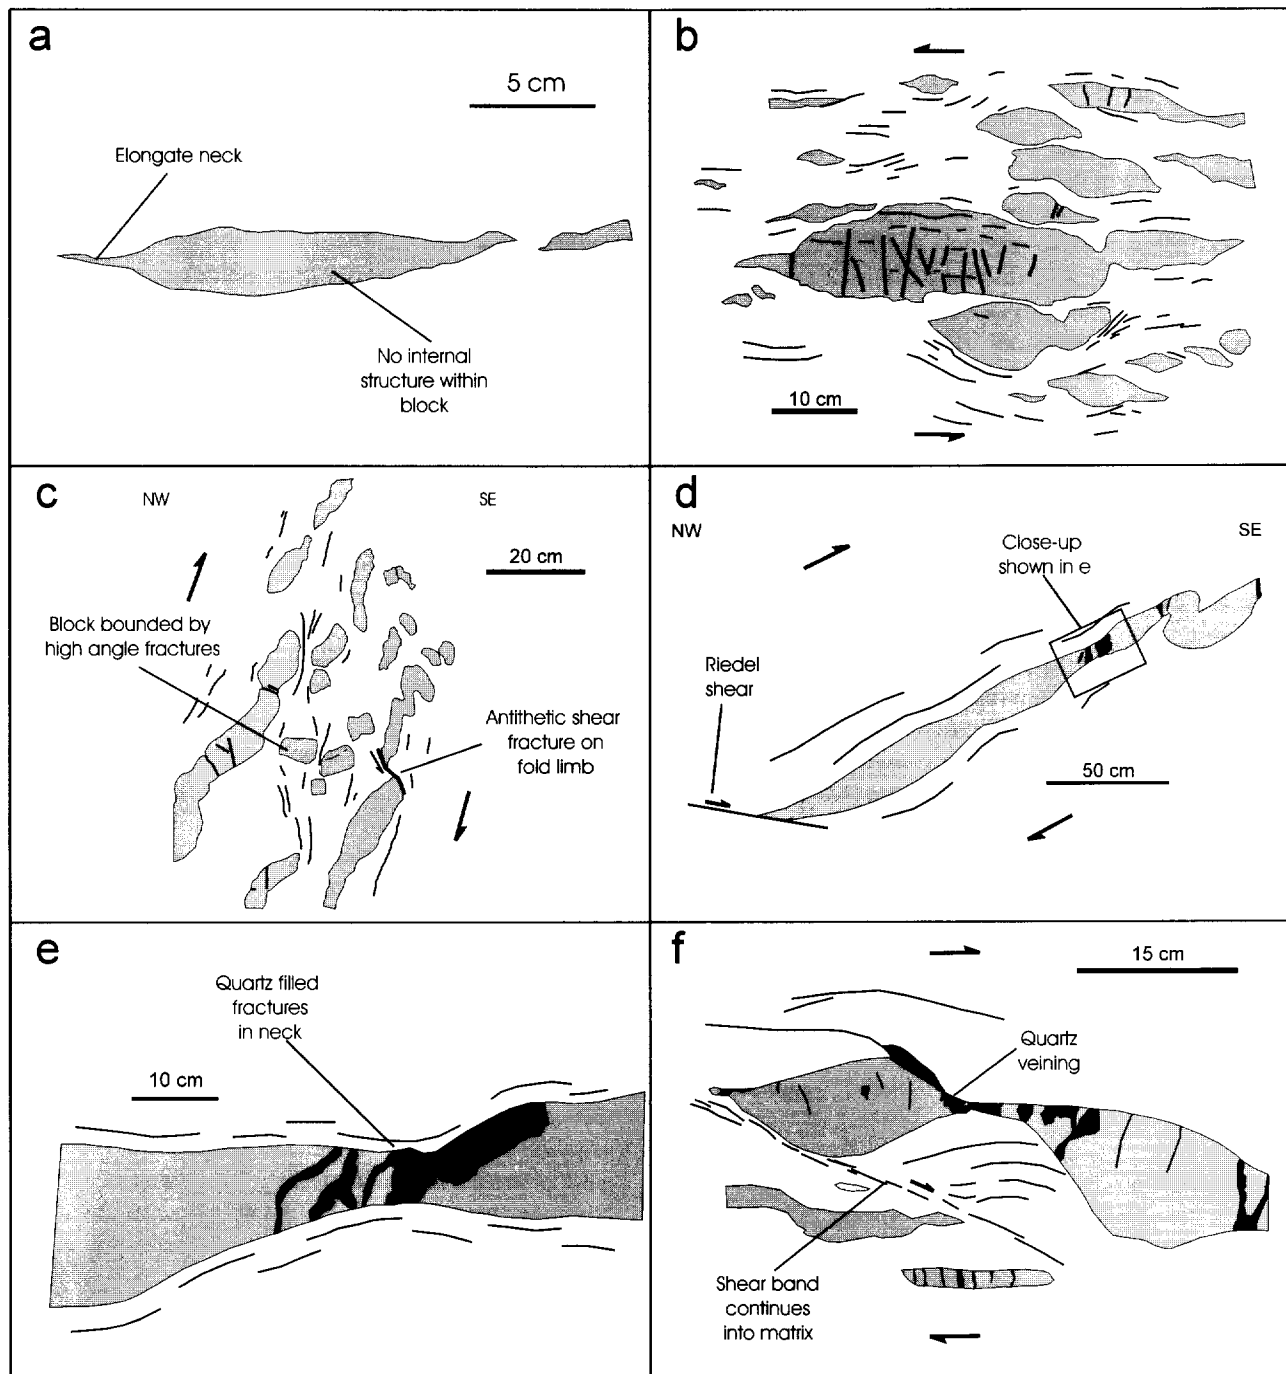 a
5 cm
Elongate neck
No internal
structure within
block
b
10 cm
c
NW
SE
20 cm
Block bounded by
high angle fractures
Antithetic shear
fracture on
fold limb
d
NW
SE
Close-up
shown in e
Riedel
shear
50 cm
e
Quartz filled
fractures
in neck
10 cm
f
15 cm
Quartz
veining
Shear band
continues
into matrix